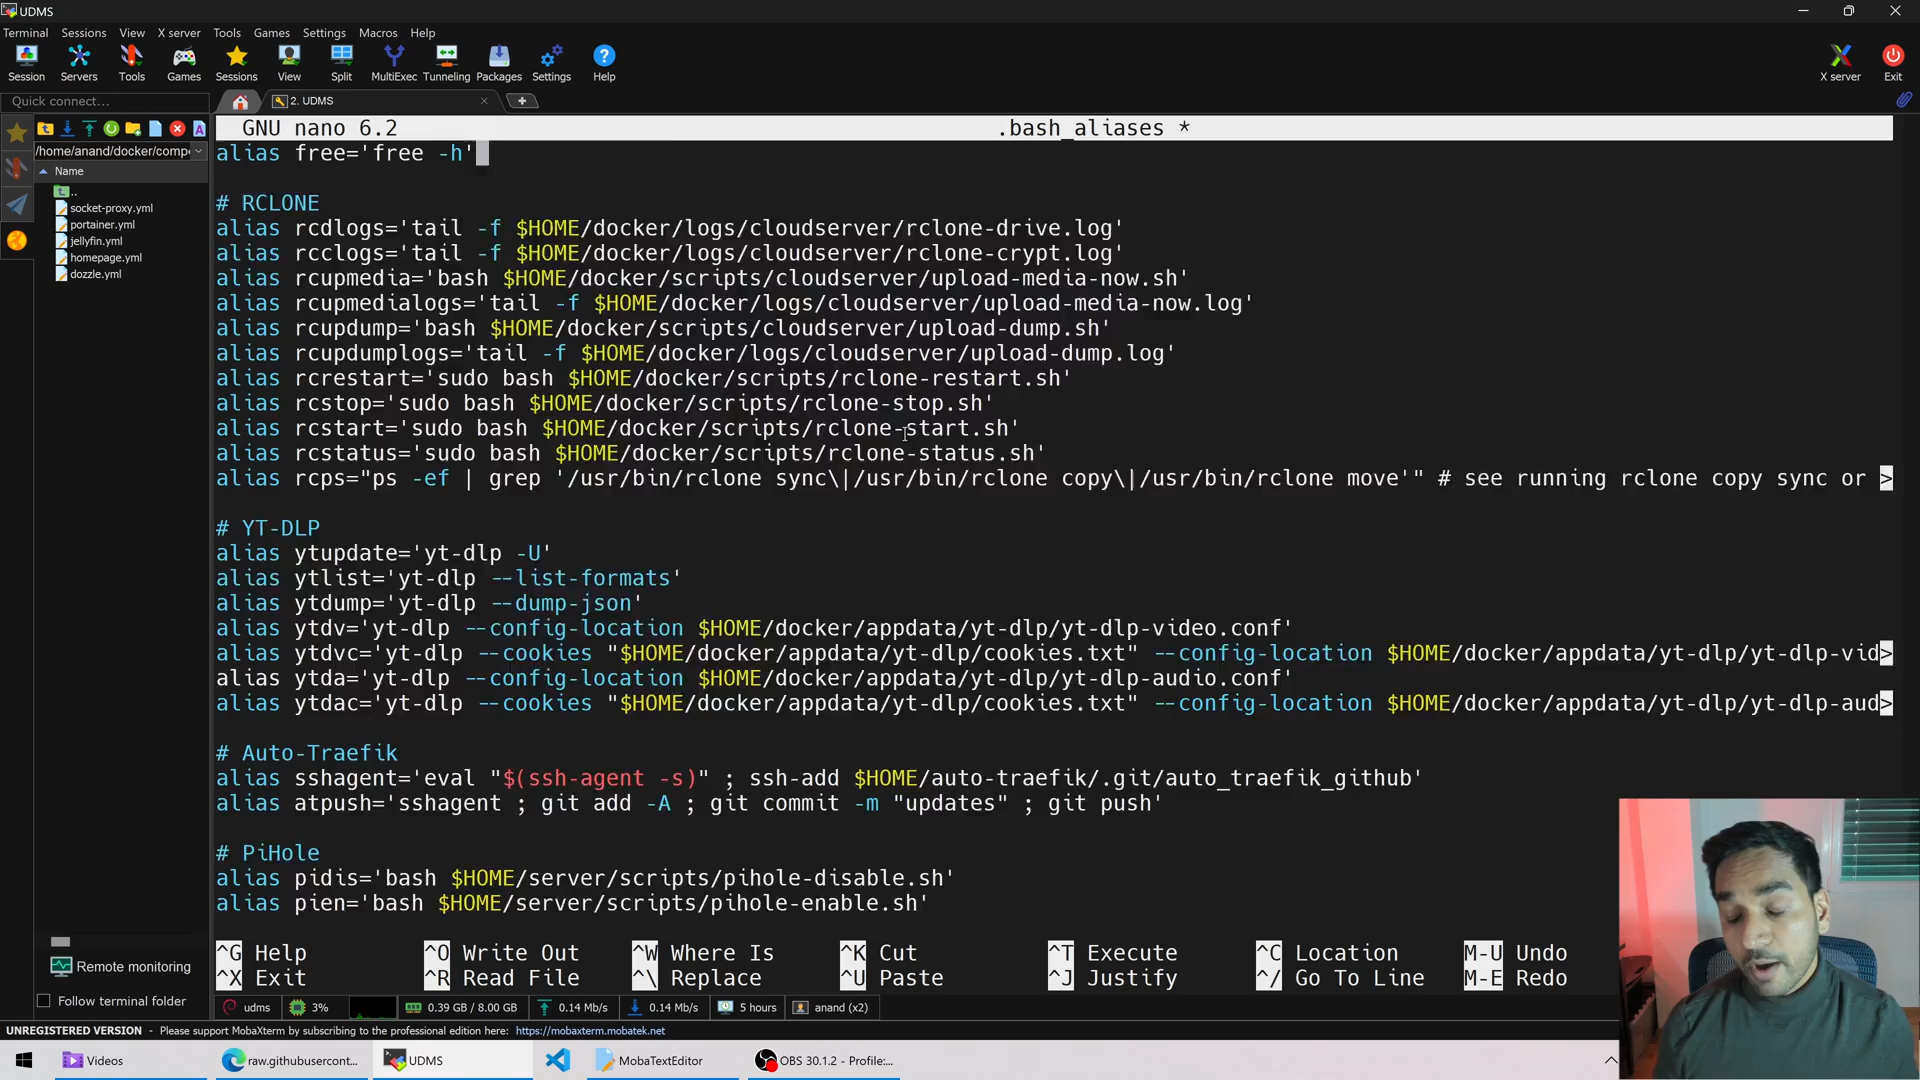 UDMS
Terminal Sessions View X server Tools Games Settings Macros Help
Session Servers Tools Games Sessions View Split MultiExec Tunneling Packages Settings Help X server Exit
Quick connect... 2. UDMS
GNU nano 6.2 .bash_aliases *
/home/anand/docker/compo
Name
..
socket-proxy.yml
portainer.yml
jellyfin.yml
homepage.yml
dozzle.yml
alias free='free -h'
# RCLONE
alias rcdlogs='tail -f $HOME/docker/logs/cloudserver/rclone-drive.log'
alias rcclogs='tail -f $HOME/docker/logs/cloudserver/rclone-crypt.log'
alias rcupmedia='bash $HOME/docker/scripts/cloudserver/upload-media-now.sh'
alias rcupmedialogs='tail -f $HOME/docker/logs/cloudserver/upload-media-now.log'
alias rcupdump='bash $HOME/docker/scripts/cloudserver/upload-dump.sh'
alias rcupdumplogs='tail -f $HOME/docker/logs/cloudserver/upload-dump.log'
alias rcrestart='sudo bash $HOME/docker/scripts/rclone-restart.sh'
alias rcstop='sudo bash $HOME/docker/scripts/rclone-stop.sh'
alias rcstart='sudo bash $HOME/docker/scripts/rclone-start.sh'
alias rcstatus='sudo bash $HOME/docker/scripts/rclone-status.sh'
alias rcps="ps -ef | grep '/usr/bin/rclone sync\|/usr/bin/rclone copy\|/usr/bin/rclone move'" # see running rclone copy sync or >
# YT-DLP
alias ytupdate='yt-dlp -U'
alias ytlist='yt-dlp --list-formats'
alias ytdump='yt-dlp --dump-json'
alias ytdv='yt-dlp --config-location $HOME/docker/appdata/yt-dlp/yt-dlp-video.conf'
alias ytdvc='yt-dlp --cookies "$HOME/docker/appdata/yt-dlp/cookies.txt" --config-location $HOME/docker/appdata/yt-dlp/yt-dlp-vid>
alias ytda='yt-dlp --config-location $HOME/docker/appdata/yt-dlp/yt-dlp-audio.conf'
alias ytdac='yt-dlp --cookies "$HOME/docker/appdata/yt-dlp/cookies.txt" --config-location $HOME/docker/appdata/yt-dlp/yt-dlp-aud>
# Auto-Traefik
alias sshagent='eval "$(ssh-agent -s)" ; ssh-add $HOME/auto-traefik/.git/auto_traefik_github'
alias atpush='sshagent ; git add -A ; git commit -m "updates" ; git push'
# PiHole
alias pidis='bash $HOME/server/scripts/pihole-disable.sh'
alias pien='bash $HOME/server/scripts/pihole-enable.sh'
^G Help ^O Write Out ^W Where Is ^K Cut ^T Execute ^C Location M-U Undo
^X Exit ^R Read File ^\ Replace ^U Paste ^J Justify ^/ Go To Line M-E Redo
Remote monitoring
Follow terminal folder
udms 3% 0.39 GB / 8.00 GB 0.14 Mb/s 0.14 Mb/s 5 hours anand (x2)
UNREGISTERED VERSION - Please support MobaXterm by subscribing to the professional edition here: https://mobaxterm.mobatek.net
Videos raw.githubusercont... UDMS MobaTextEditor OBS 30.1.2 - Profile:...